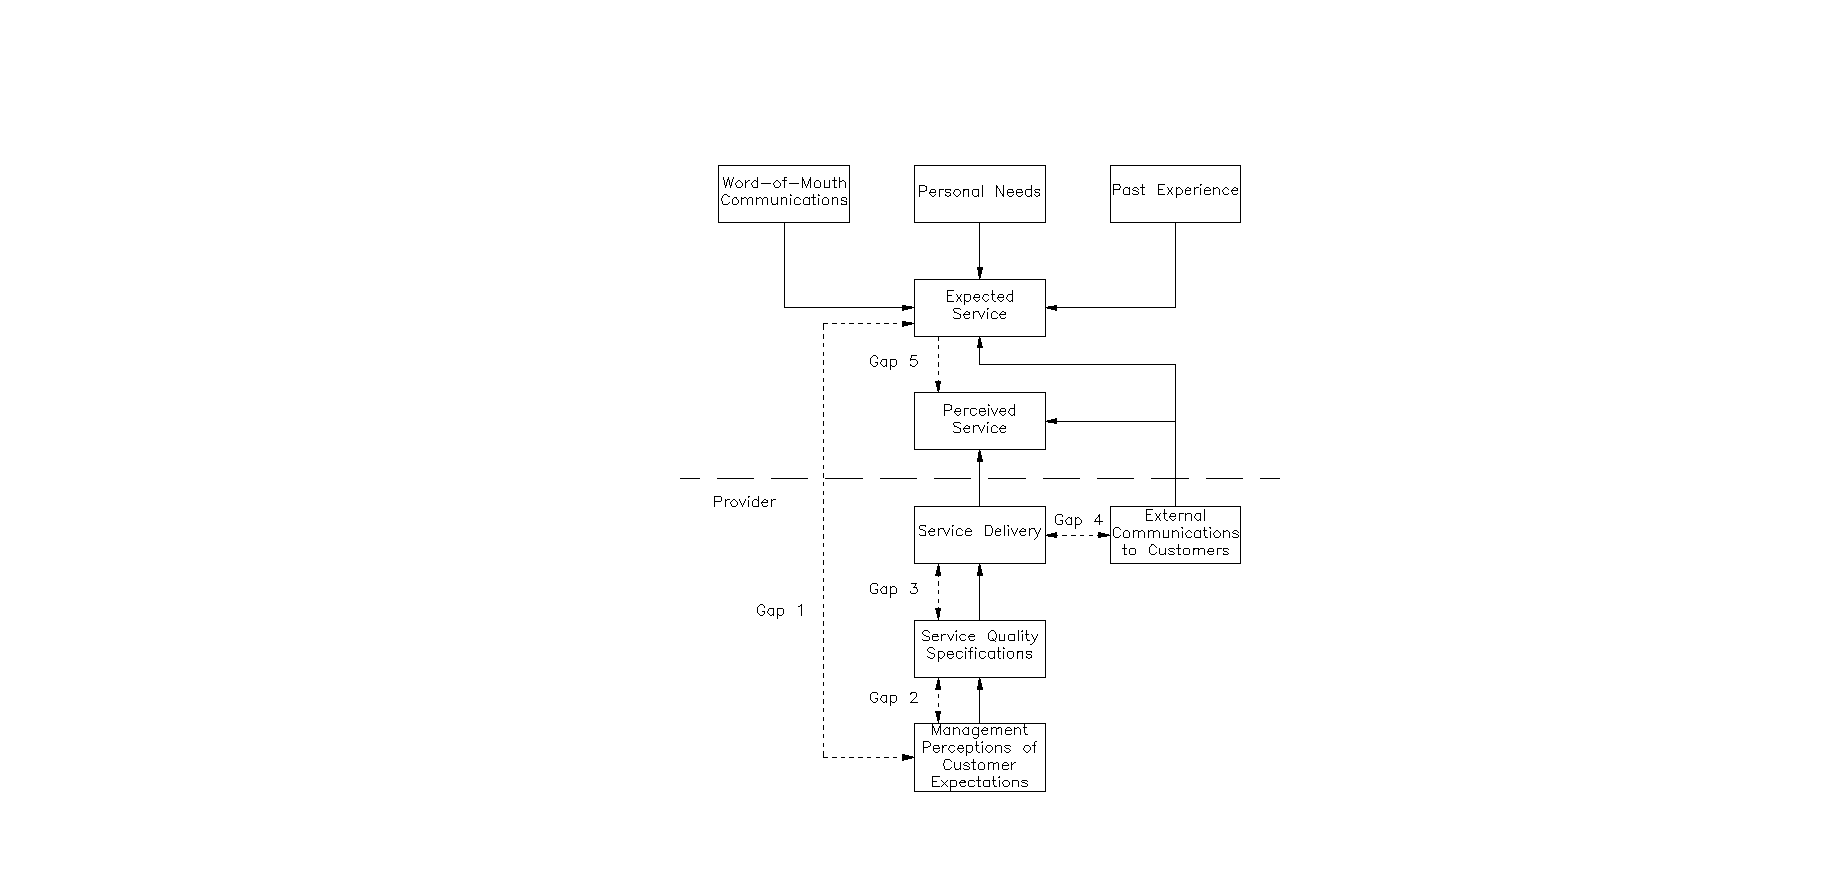 Word-of-Mouth
Communications
Personal Needs
Past Experience
Expected
Service
Gap 5
Perceived
Service
Provider
Service Delivery
Gap 4
External
Communications
to Customers
Gap 3
Gap 1
Service Quality
Specifications
Gap 2
Management
Perceptions of
Customer
Expectations